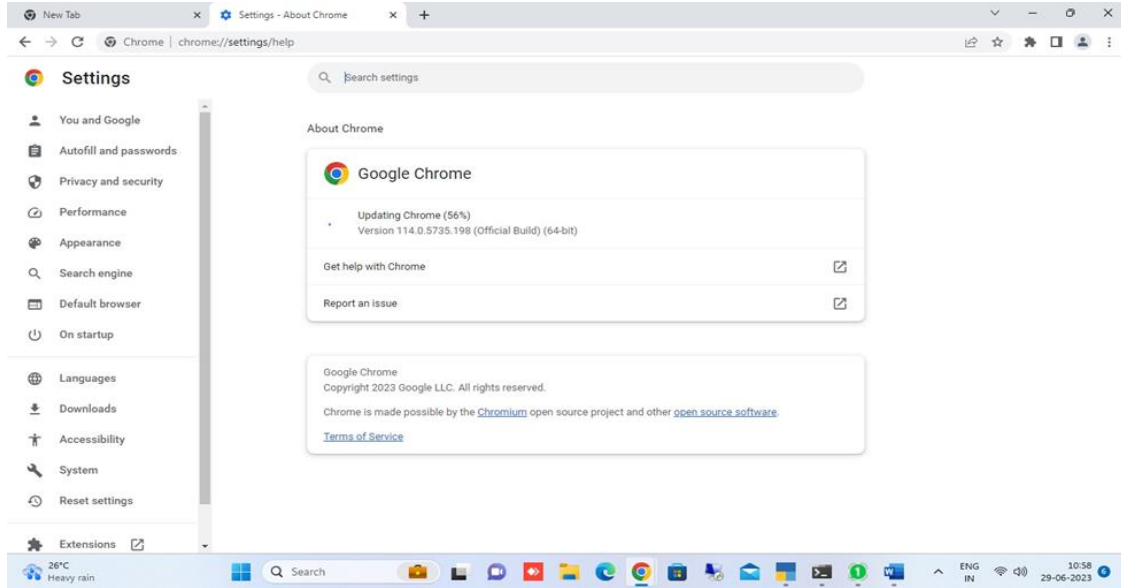 New Tab
Settings - About Chrome
Chrome | chrome://settings/help
Settings
Search settings
You and Google
Autofill and passwords
Privacy and security
Performance
Appearance
Search engine
Default browser
On startup
Languages
Downloads
Accessibility
System
Reset settings
Extensions
About Chrome
Google Chrome
Updating Chrome (56%)
Version 114.0.5735.198 (Official Build) (64-bit)
Get help with Chrome
Report an issue
Google Chrome
Copyright 2023 Google LLC. All rights reserved.
Chrome is made possible by the Chromium open source project and other open source software.
Terms of Service
26°C
Heavy rain
Search
ENG
IN
10:58
29-06-2023
6